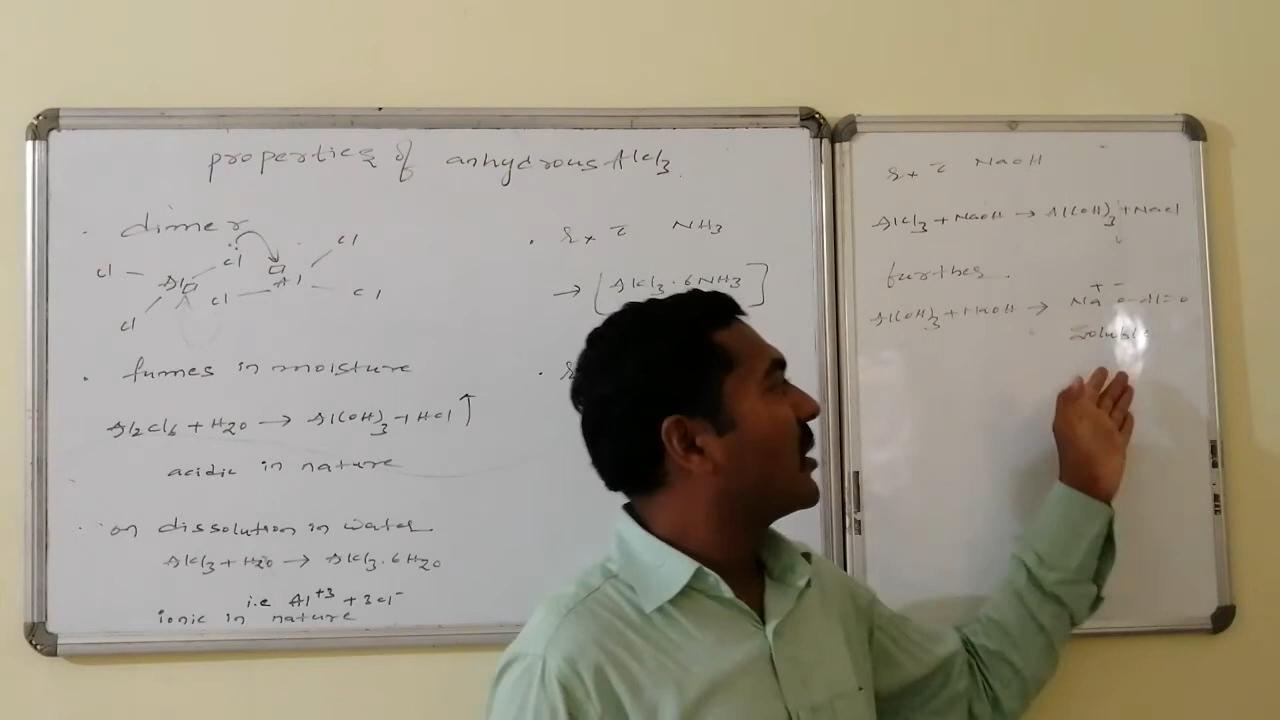 properties of anhydrous AlCl3.
· dimer
Cl
Cl
Cl
Al
Al
Cl
Cl
Cl
· fumes in moisture
Al2Cl6 + H2O → Al(OH)3 + HCl ↑
acidic in nature
· on dissolution in water
AlCl3 + H2O → AlCl3.6H2O
i.e Al+3 + 3Cl-
ionic in nature
NH3
→ [AlCl3.6NH3]
NaOH
AlCl3 + NaOH → Al(OH)3 + NaCl
further.
Al(OH)3 + NaOH → Na+ -O-Al=O
soluble